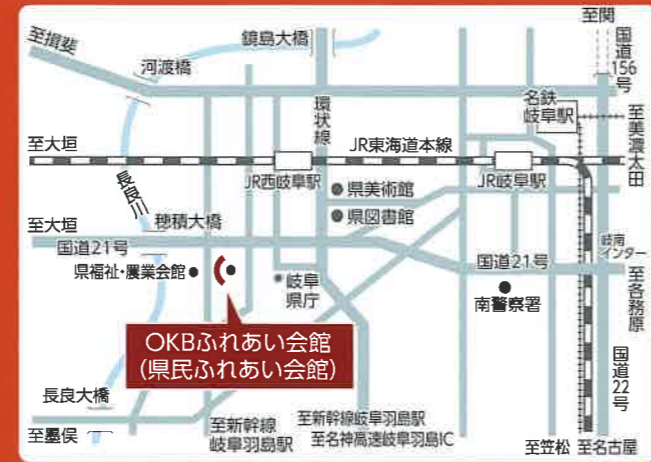 至関
国道156号
至揖斐
鏡島大橋
河渡橋
環状線
名鉄
岐阜駅
至美濃太田
至大垣
JR東海道本線
長良川
JR西岐阜駅
JR岐阜駅
県美術館
県図書館
至大垣
穂積大橋
国道21号
岐南
インター
県福祉・農業会館
岐阜
県庁
国道21号
至各務原
南警察署
OKBふれあい会館
(県民ふれあい会館)
国道22号
長良大橋
至墨俣
至新幹線
岐阜羽島駅
至新幹線岐阜羽島駅
至名神高速岐阜羽島IC
至笠松
至名古屋